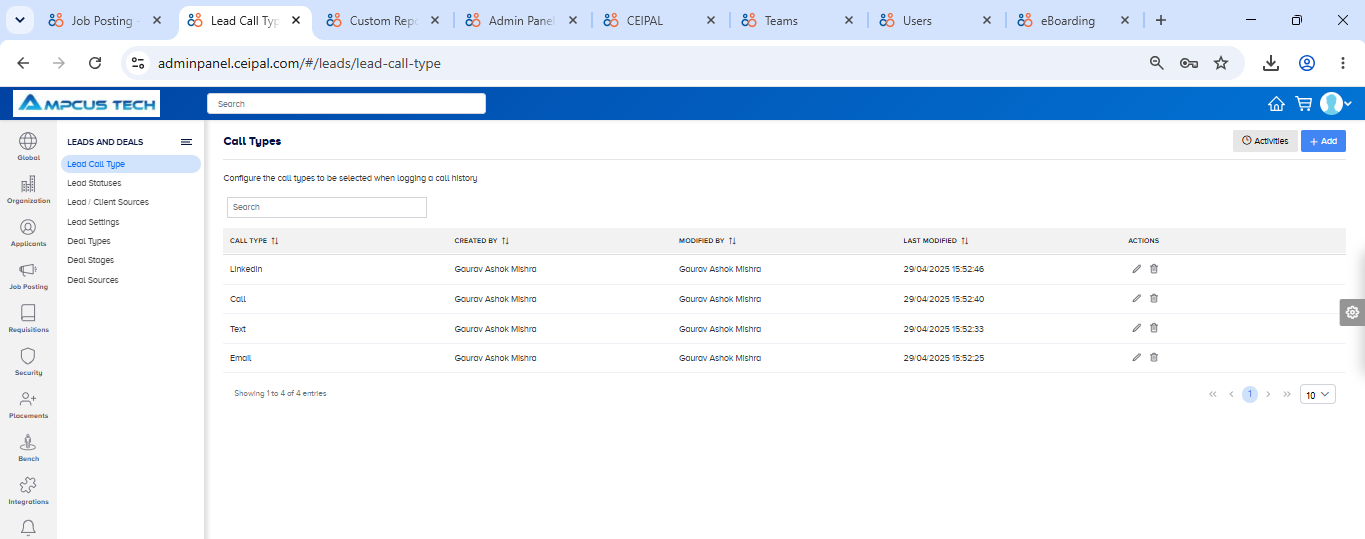 Job Posting -
Lead Call Typ
Custom Repo
Admin Panel
CEIPAL
Teams
Users
eBoarding
adminpanel.ceipal.com/#/leads/lead-call-type
AMPCUS TECH
Search
Global
Organization
Applicants
Job Posting
Requisitions
Security
Placements
Bench
Integrations
LEADS AND DEALS
Lead Call Type
Lead Statuses
Lead / Client Sources
Lead Settings
Deal Types
Deal Stages
Deal Sources
Call Types
Activities
+ Add
Configure the call types to be selected when logging a call history
Search
CALL TYPE CREATED BY MODIFIED BY LAST MODIFIED ACTIONS
LinkedIn Gaurav Ashok Mishra Gaurav Ashok Mishra 29/04/2025 15:52:46
Call Gaurav Ashok Mishra Gaurav Ashok Mishra 29/04/2025 15:52:40
Text Gaurav Ashok Mishra Gaurav Ashok Mishra 29/04/2025 15:52:33
Email Gaurav Ashok Mishra Gaurav Ashok Mishra 29/04/2025 15:52:25
Showing 1 to 4 of 4 entries
« ‹ 1 › » 10